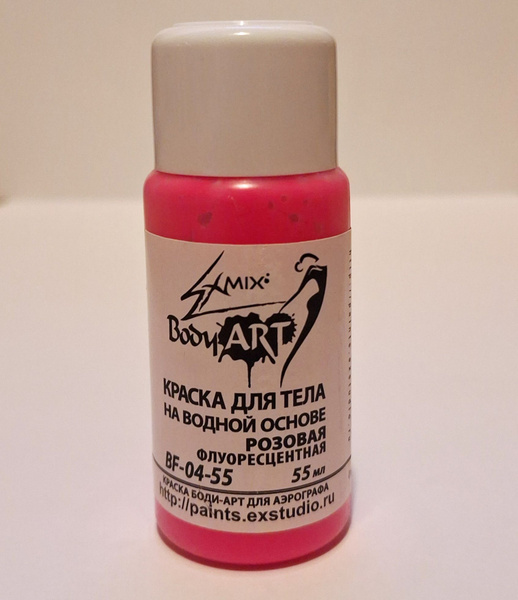 EXMIX
Body ART
КРАСКА ДЛЯ ТЕЛА
НА ВОДНОЙ ОСНОВЕ
РОЗОВАЯ
ФЛУОРЕСЦЕНТНАЯ
BF-04-55 55 мл
КРАСКА БОДИ-АРТ ДЛЯ АЭРОГРАФА
http://paints.exstudio.ru